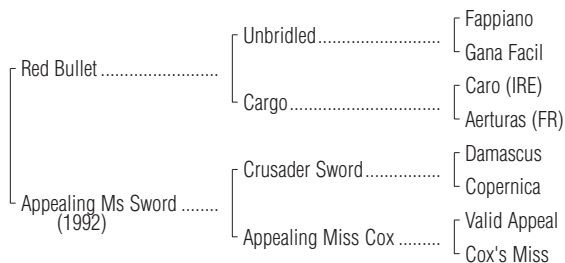 Fappiano
Unbridled
Gana Facil
Red Bullet
Caro (IRE)
Cargo
Aerturas (FR)
Damascus
Crusader Sword
Copernica
Appealing Ms Sword
(1992)
Valid Appeal
Appealing Miss Cox
Cox's Miss